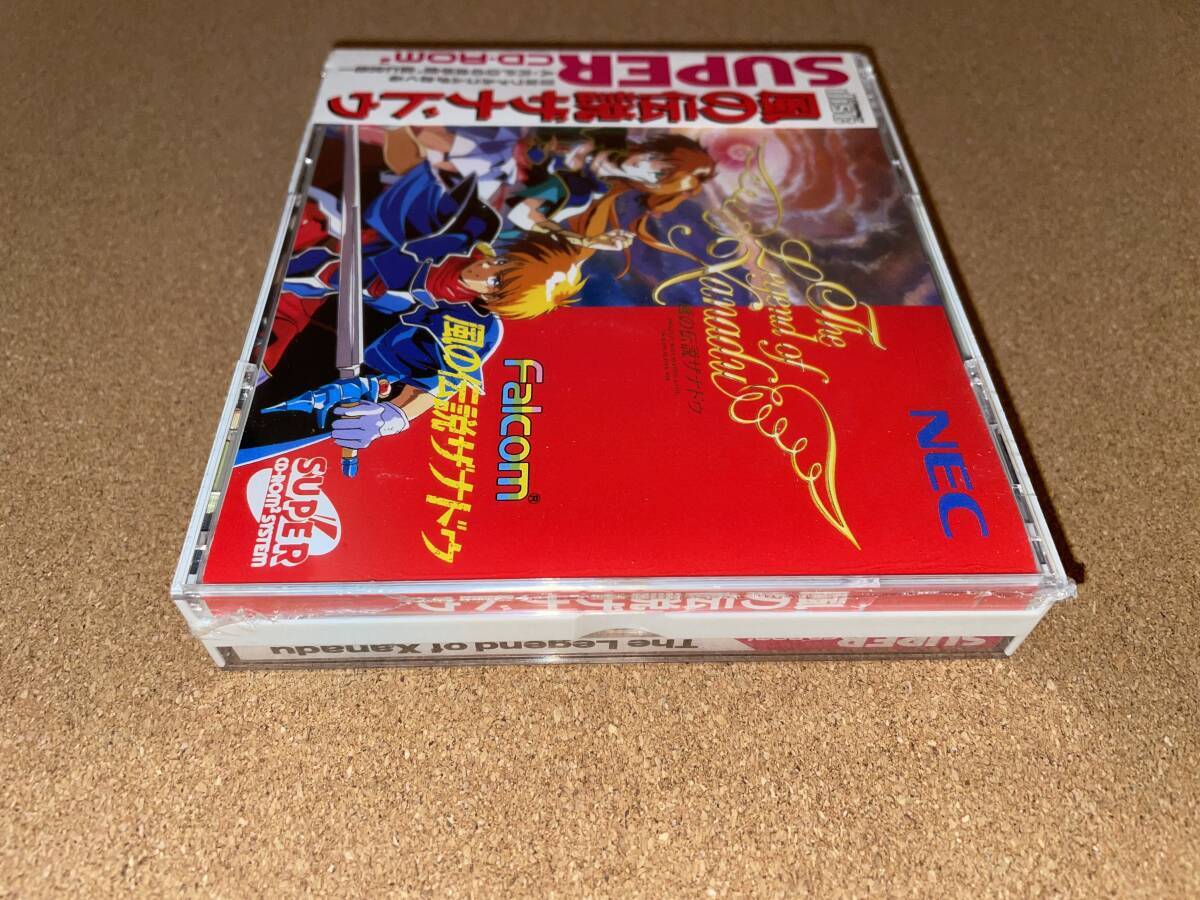 SUPER
CD-ROM²
風の伝説ザナドゥ
The
Legend of
Xanadu
風の伝説ザナドゥ
NEC
Falcom®
風の伝説ザナドゥ
SUPER
CD-ROM² SYSTEM
風の伝説ザナドゥ
The Legend of Xanadu
SUPER